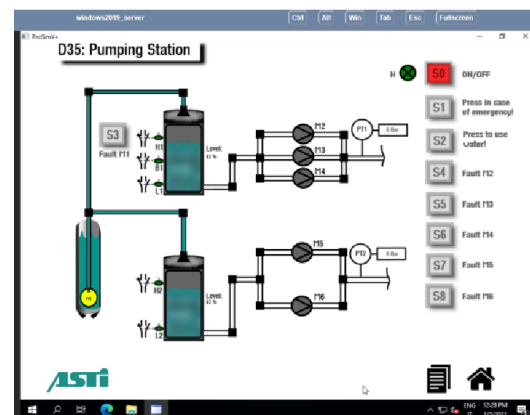 windows2019_server
Ctrl
Alt
Win
Tab
Esc
Fullscreen
ProSimV+
D35: Pumping Station
H
S0
ON/OFF
S1
Press in case
of emergency!
S2
Press to use
water!
S3
Fault M1
S4
Fault M2
S5
Fault M3
S6
Fault M4
S7
Fault M5
S8
Fault M6
H1
B1
L1
Level:
M2
M3
M4
PT1
6 Bar
H2
L2
Level:
M5
M6
PT2
6 Bar
ASTi
ENG
IT